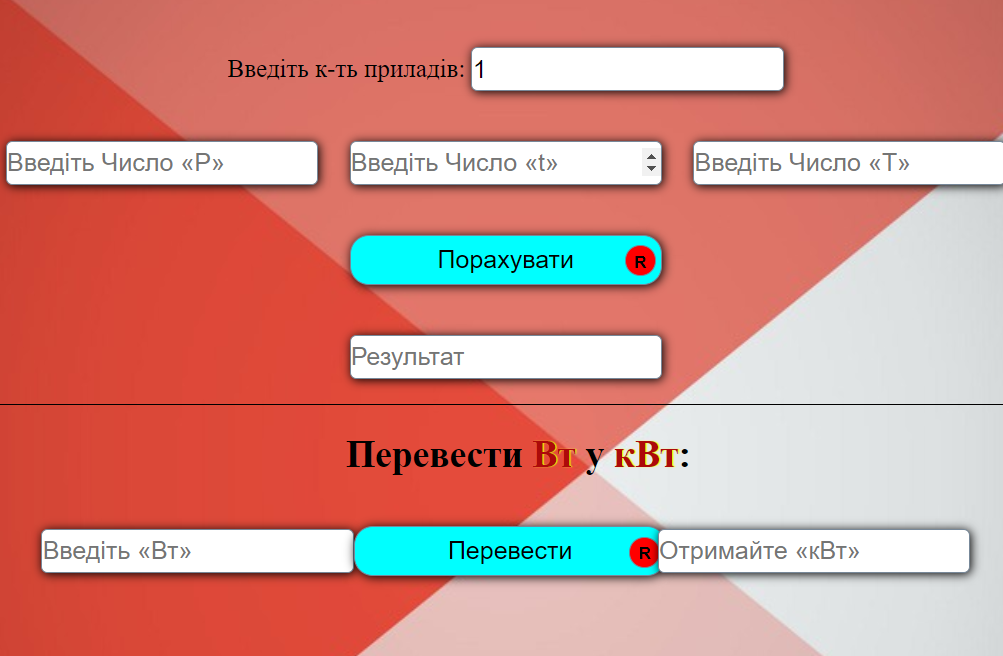 Введіть к-ть приладів: 1
Введіть Число «P» Введіть Число «t» Введіть Число «T»
Порахувати R
Результат
Перевести Вт у кВт:
Введіть «Вт» Перевести R Отримайте «кВт»